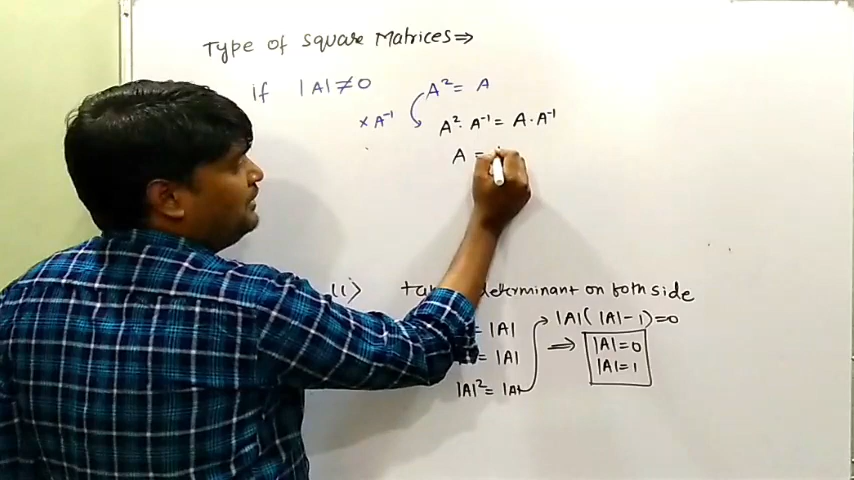 Type of Square Matrices ⇒
if |A| ≠ 0 A² = A
× A⁻¹ A² · A⁻¹ = A · A⁻¹
A =
determinant on both side
= |A| |A|( |A| - 1) = 0
= |A| ⇒ |A| = 0
|A|² = |A| |A| = 1